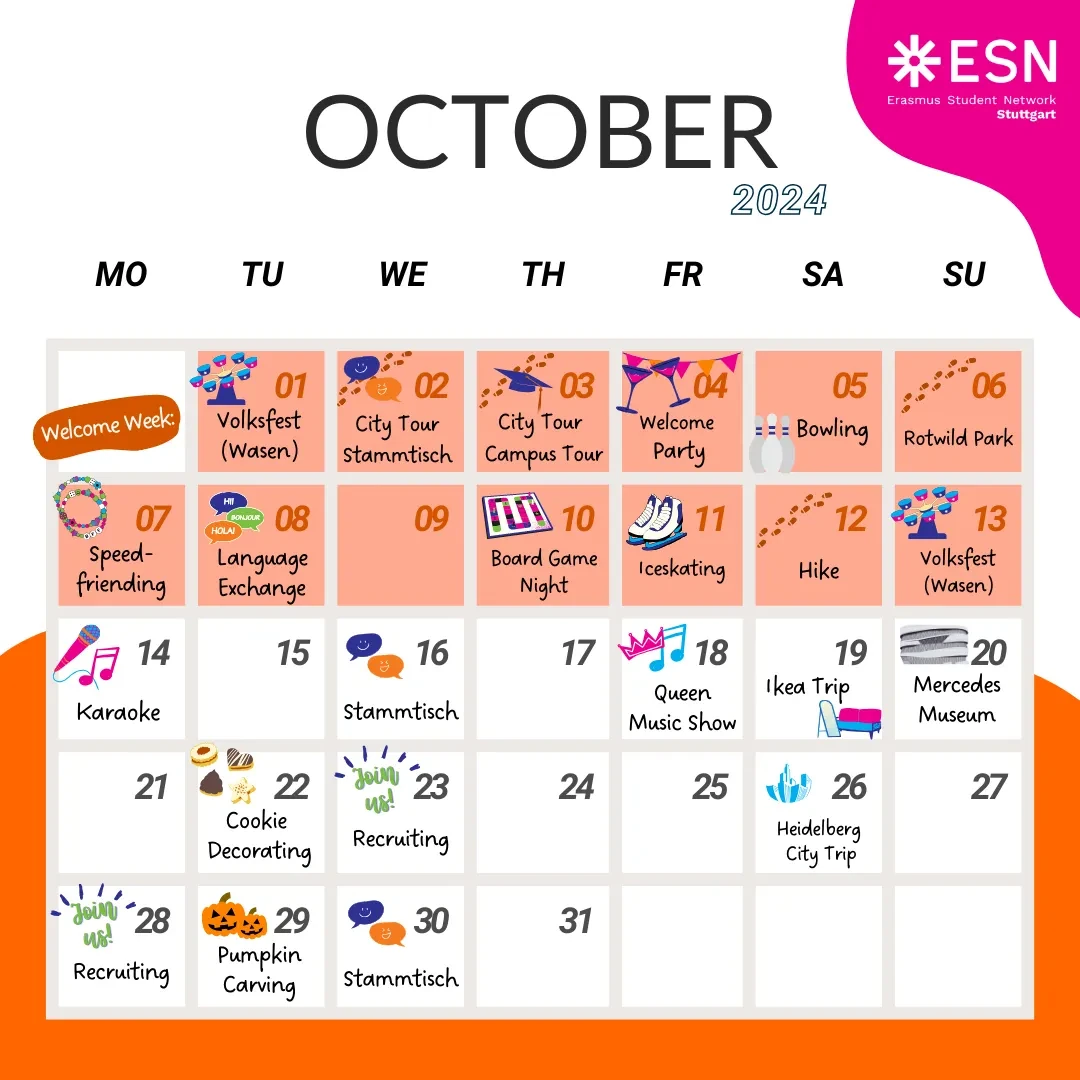 ESN
Erasmus Student Network
Stuttgart
OCTOBER
2024
MO TU WE TH FR SA SU
Welcome Week:
01
Volksfest
(Wasen)
02
City Tour
Stammtisch
03
City Tour
Campus Tour
04
Welcome
Party
05
Bowling
06
Rotwild Park
07
Speed-
friending
HI!
BONJOUR
HOLA!
08
Language
Exchange
09
10
Board Game
Night
11
Iceskating
12
Hike
13
Volksfest
(Wasen)
14
Karaoke
15
16
Stammtisch
17
18
Queen
Music Show
19
Ikea Trip
20
Mercedes
Museum
21
22
Cookie
Decorating
Join
us!
23
Recruiting
24
25
26
Heidelberg
City Trip
27
Join
us!
28
Recruiting
29
Pumpkin
Carving
30
Stammtisch
31